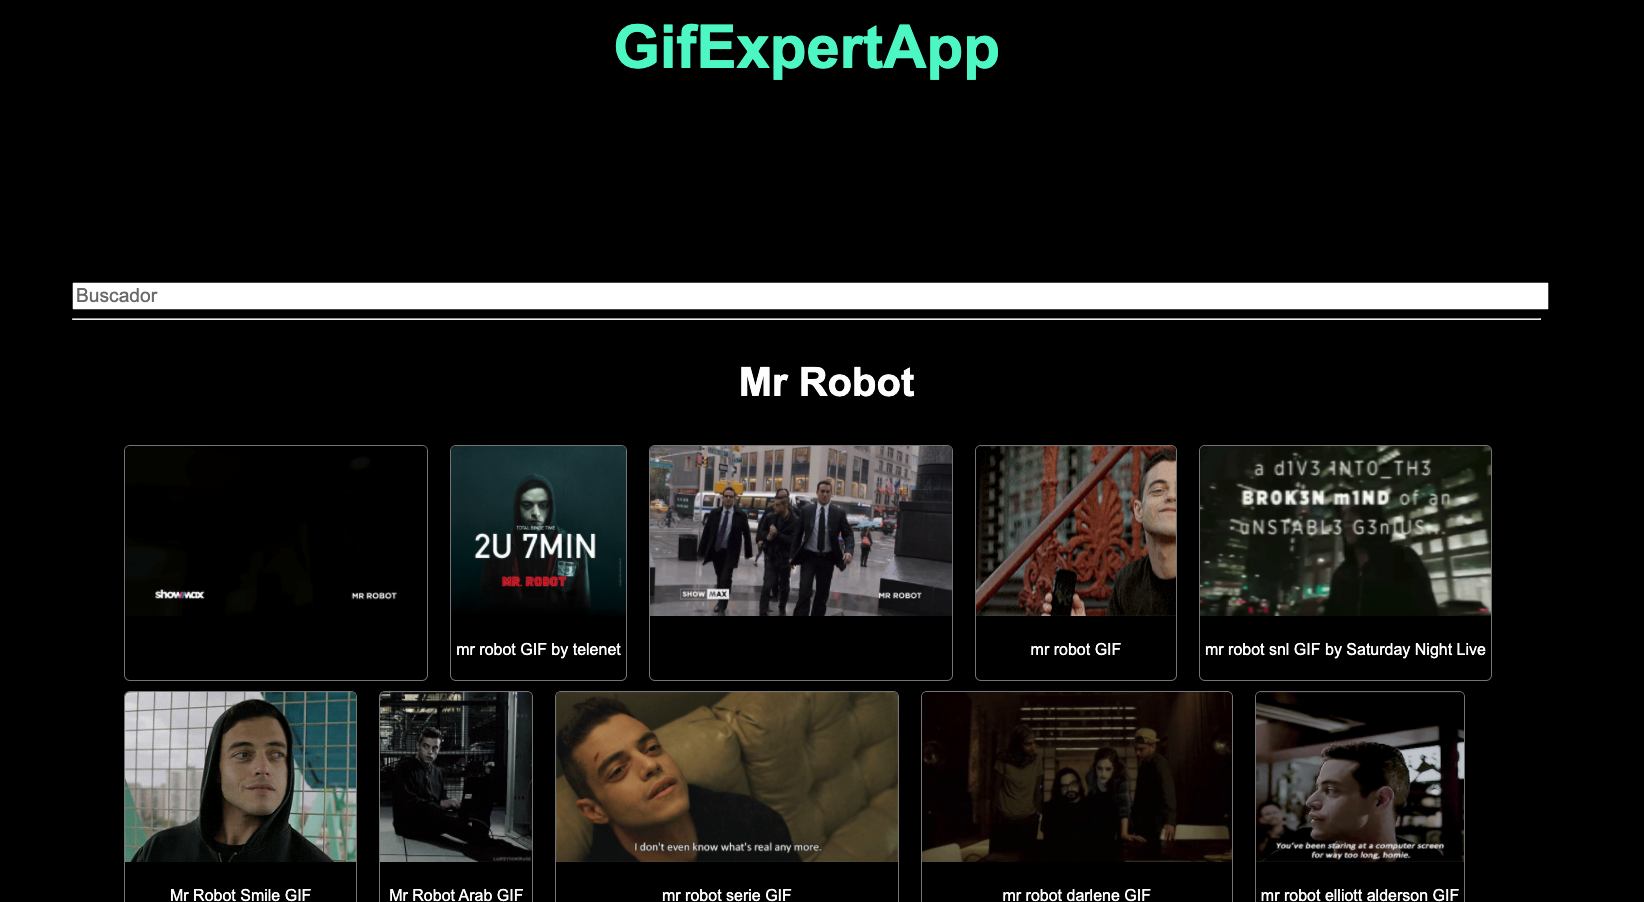 GifExpertApp
Buscador
Mr Robot
showmax
MR ROBOT
TOTAL BINGE TIME
2U 7MIN
MR. ROBOT
mr robot GIF by telenet
SHOW MAX
MR ROBOT
mr robot GIF
a d1V3 1NT0_TH3
BR0K3N m1ND of an
uNSTABL3 G3n1US...
mr robot snl GIF by Saturday Night Live
Mr Robot Smile GIF
Mr Robot Arab GIF
I don't even know what's real any more.
mr robot serie GIF
mr robot darlene GIF
You've been staring at a computer screen
for way too long, homie.
mr robot elliott alderson GIF